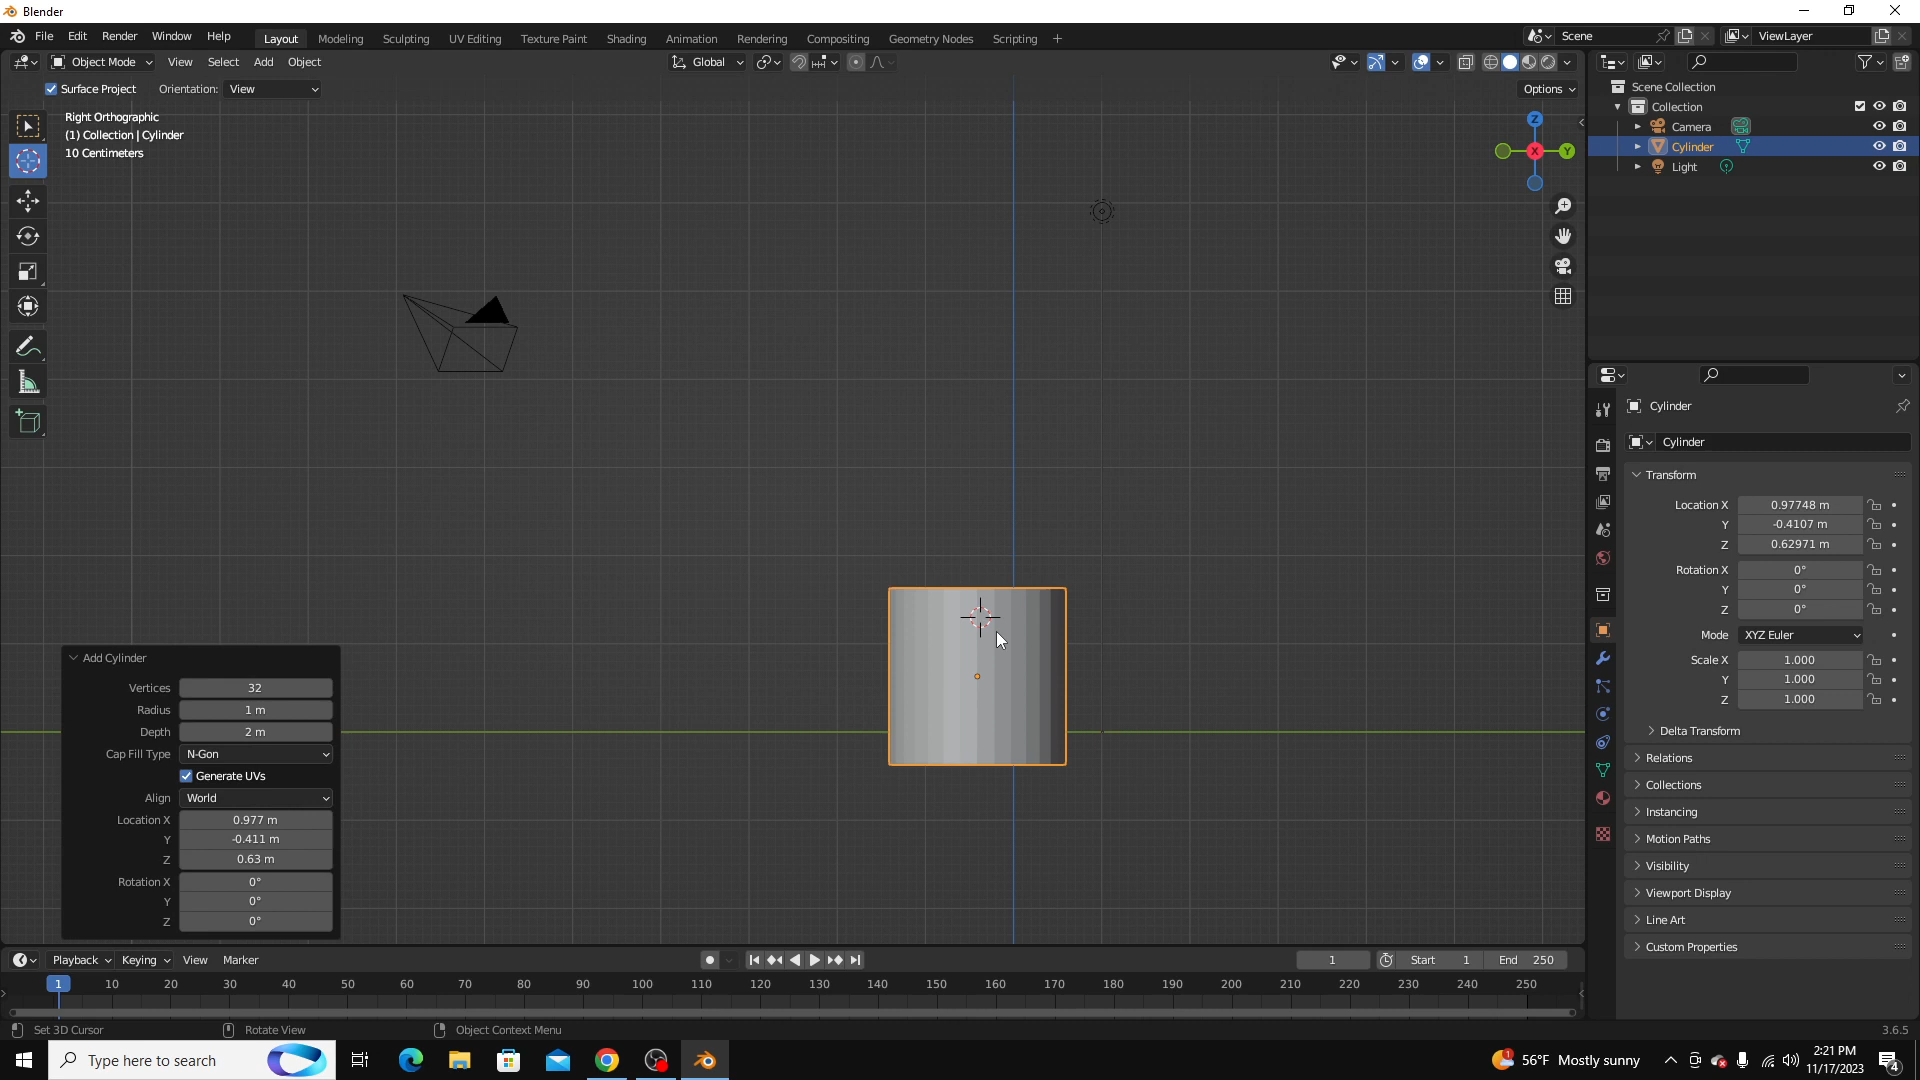 Blender
File Edit Render Window Help Layout Modeling Sculpting UV Editing Texture Paint Shading Animation Rendering Compositing Geometry Nodes Scripting + Scene ViewLayer
Object Mode View Select Add Object Global
Surface Project Orientation: View Options
Right Orthographic
(1) Collection | Cylinder
10 Centimeters
Z
X Y
Scene Collection
Collection
Camera
Cylinder
Light
Cylinder
Cylinder
Transform
Location X 0.97748 m
Y -0.4107 m
Z 0.62971 m
Rotation X 0°
Y 0°
Z 0°
Mode XYZ Euler
Scale X 1.000
Y 1.000
Z 1.000
Delta Transform
Relations
Collections
Instancing
Motion Paths
Visibility
Viewport Display
Line Art
Custom Properties
Add Cylinder
Vertices 32
Radius 1 m
Depth 2 m
Cap Fill Type N-Gon
Generate UVs
Align World
Location X 0.977 m
Y -0.411 m
Z 0.63 m
Rotation X 0°
Y 0°
Z 0°
Playback Keying View Marker 1 Start 1 End 250
1 10 20 30 40 50 60 70 80 90 100 110 120 130 140 150 160 170 180 190 200 210 220 230 240 250
Set 3D Cursor Rotate View Object Context Menu 3.6.5
Type here to search 1 56°F Mostly sunny 2:21 PM
11/17/2023 4